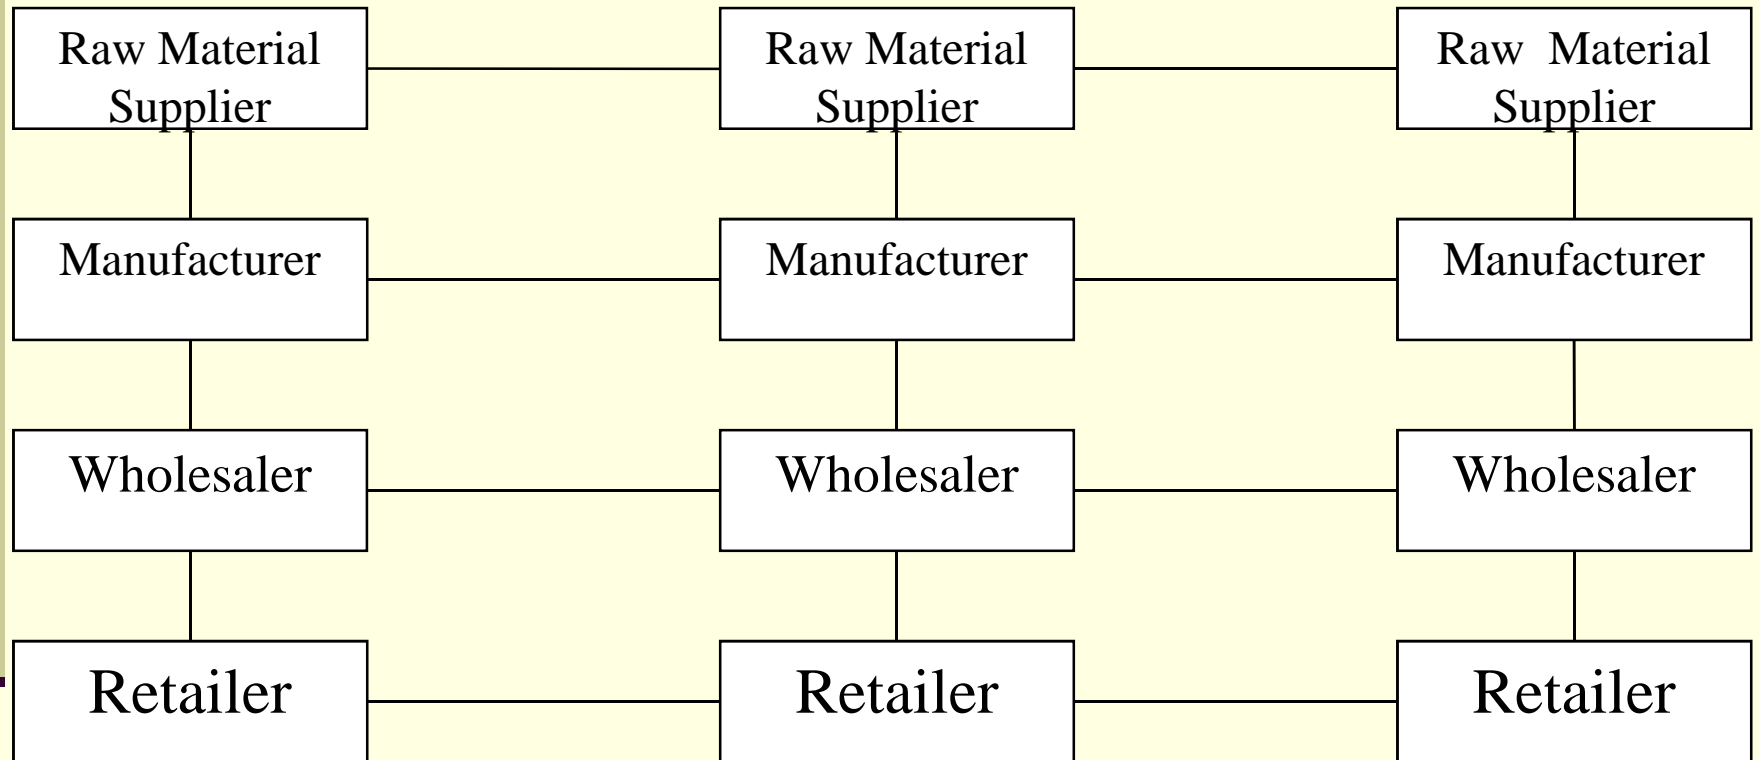 Raw Material
Supplier
Raw Material
Supplier
Raw  Material
Supplier
Manufacturer
Manufacturer
Manufacturer
Wholesaler
Wholesaler
Wholesaler
Retailer
Retailer
Retailer